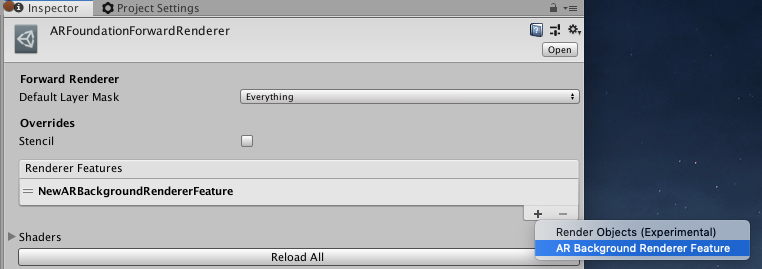 Inspector
Project Settings
ARFoundationForwardRenderer
Open
Forward Renderer
Default Layer Mask
Everything
Overrides
Stencil
Renderer Features
NewARBackgroundRendererFeature
+ −
Shaders
Render Objects (Experimental)
AR Background Renderer Feature
Reload All